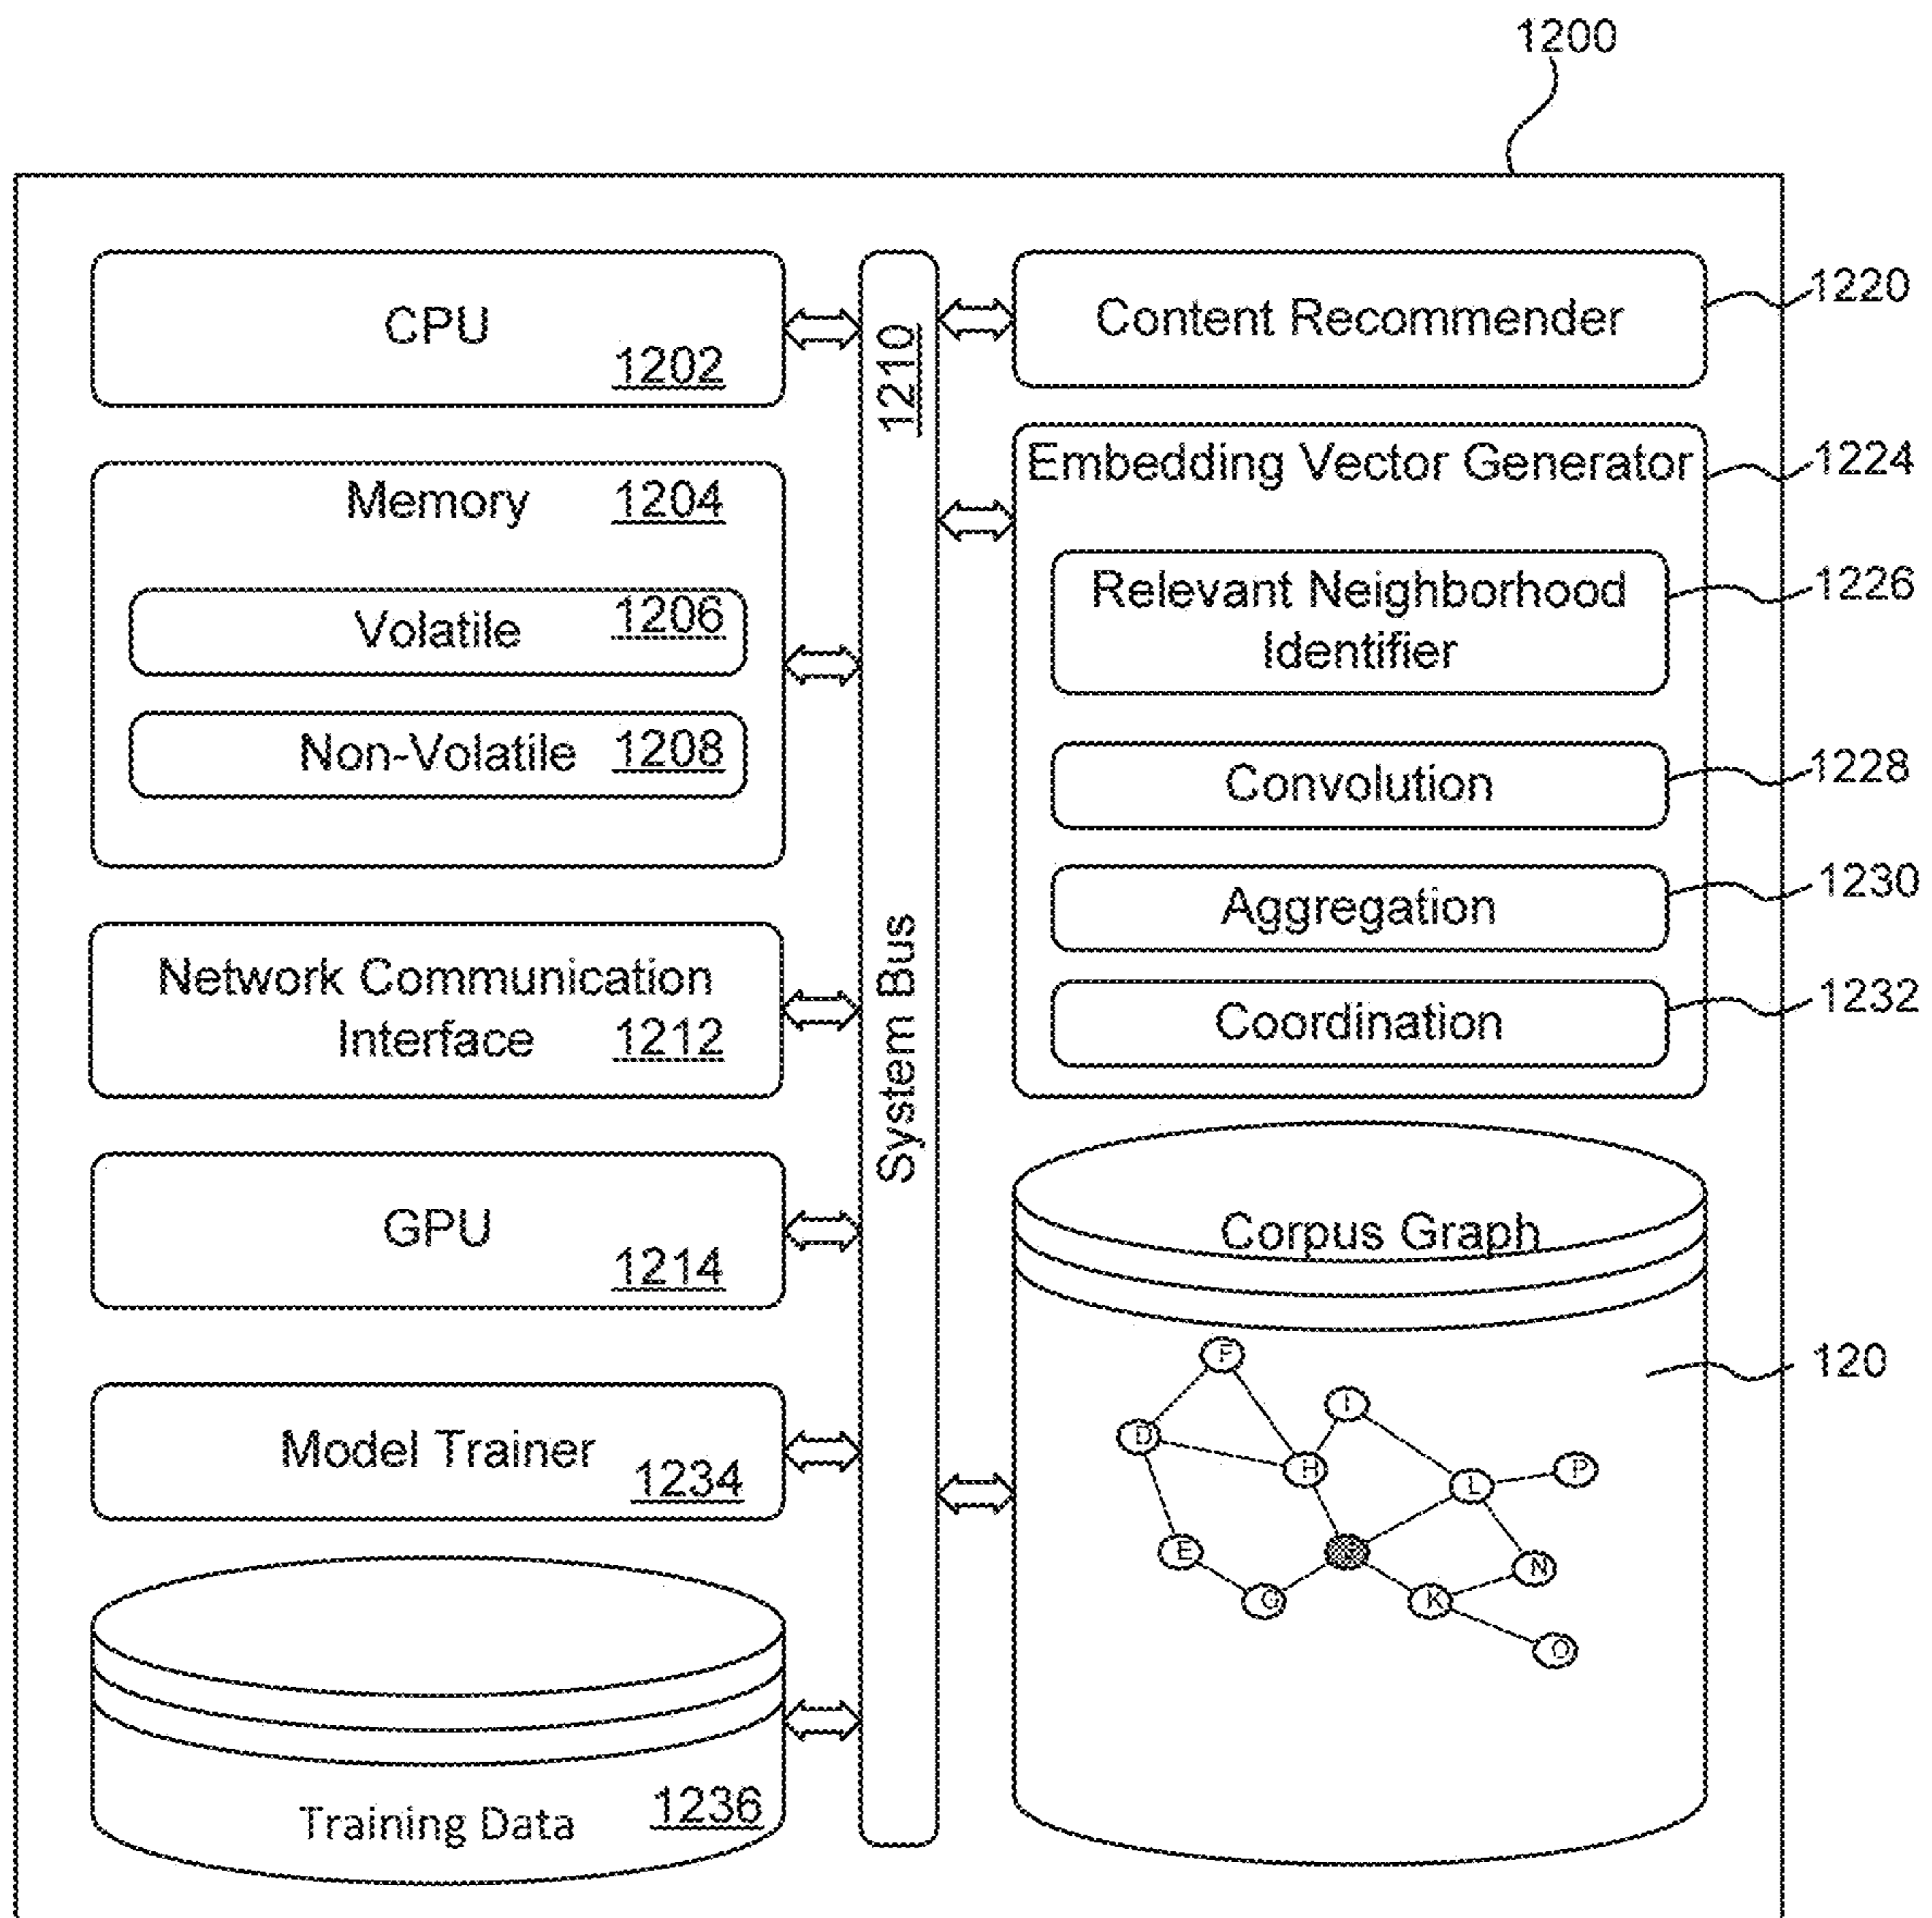 1200
CPU
1202
Memory 1204
Volatile 1206
Non-Volatile 1208
Network Communication
Interface 1212
GPU
1214
Model Trainer
1234
Training Data 1236
1210
System Bus
Content Recommender
1220
Embedding Vector Generator
1224
Relevant Neighborhood
Identifier
1226
Convolution
1228
Aggregation
1230
Coordination
1232
Corpus Graph
120
F
I
D
H
P
L
E
N
G
K
O